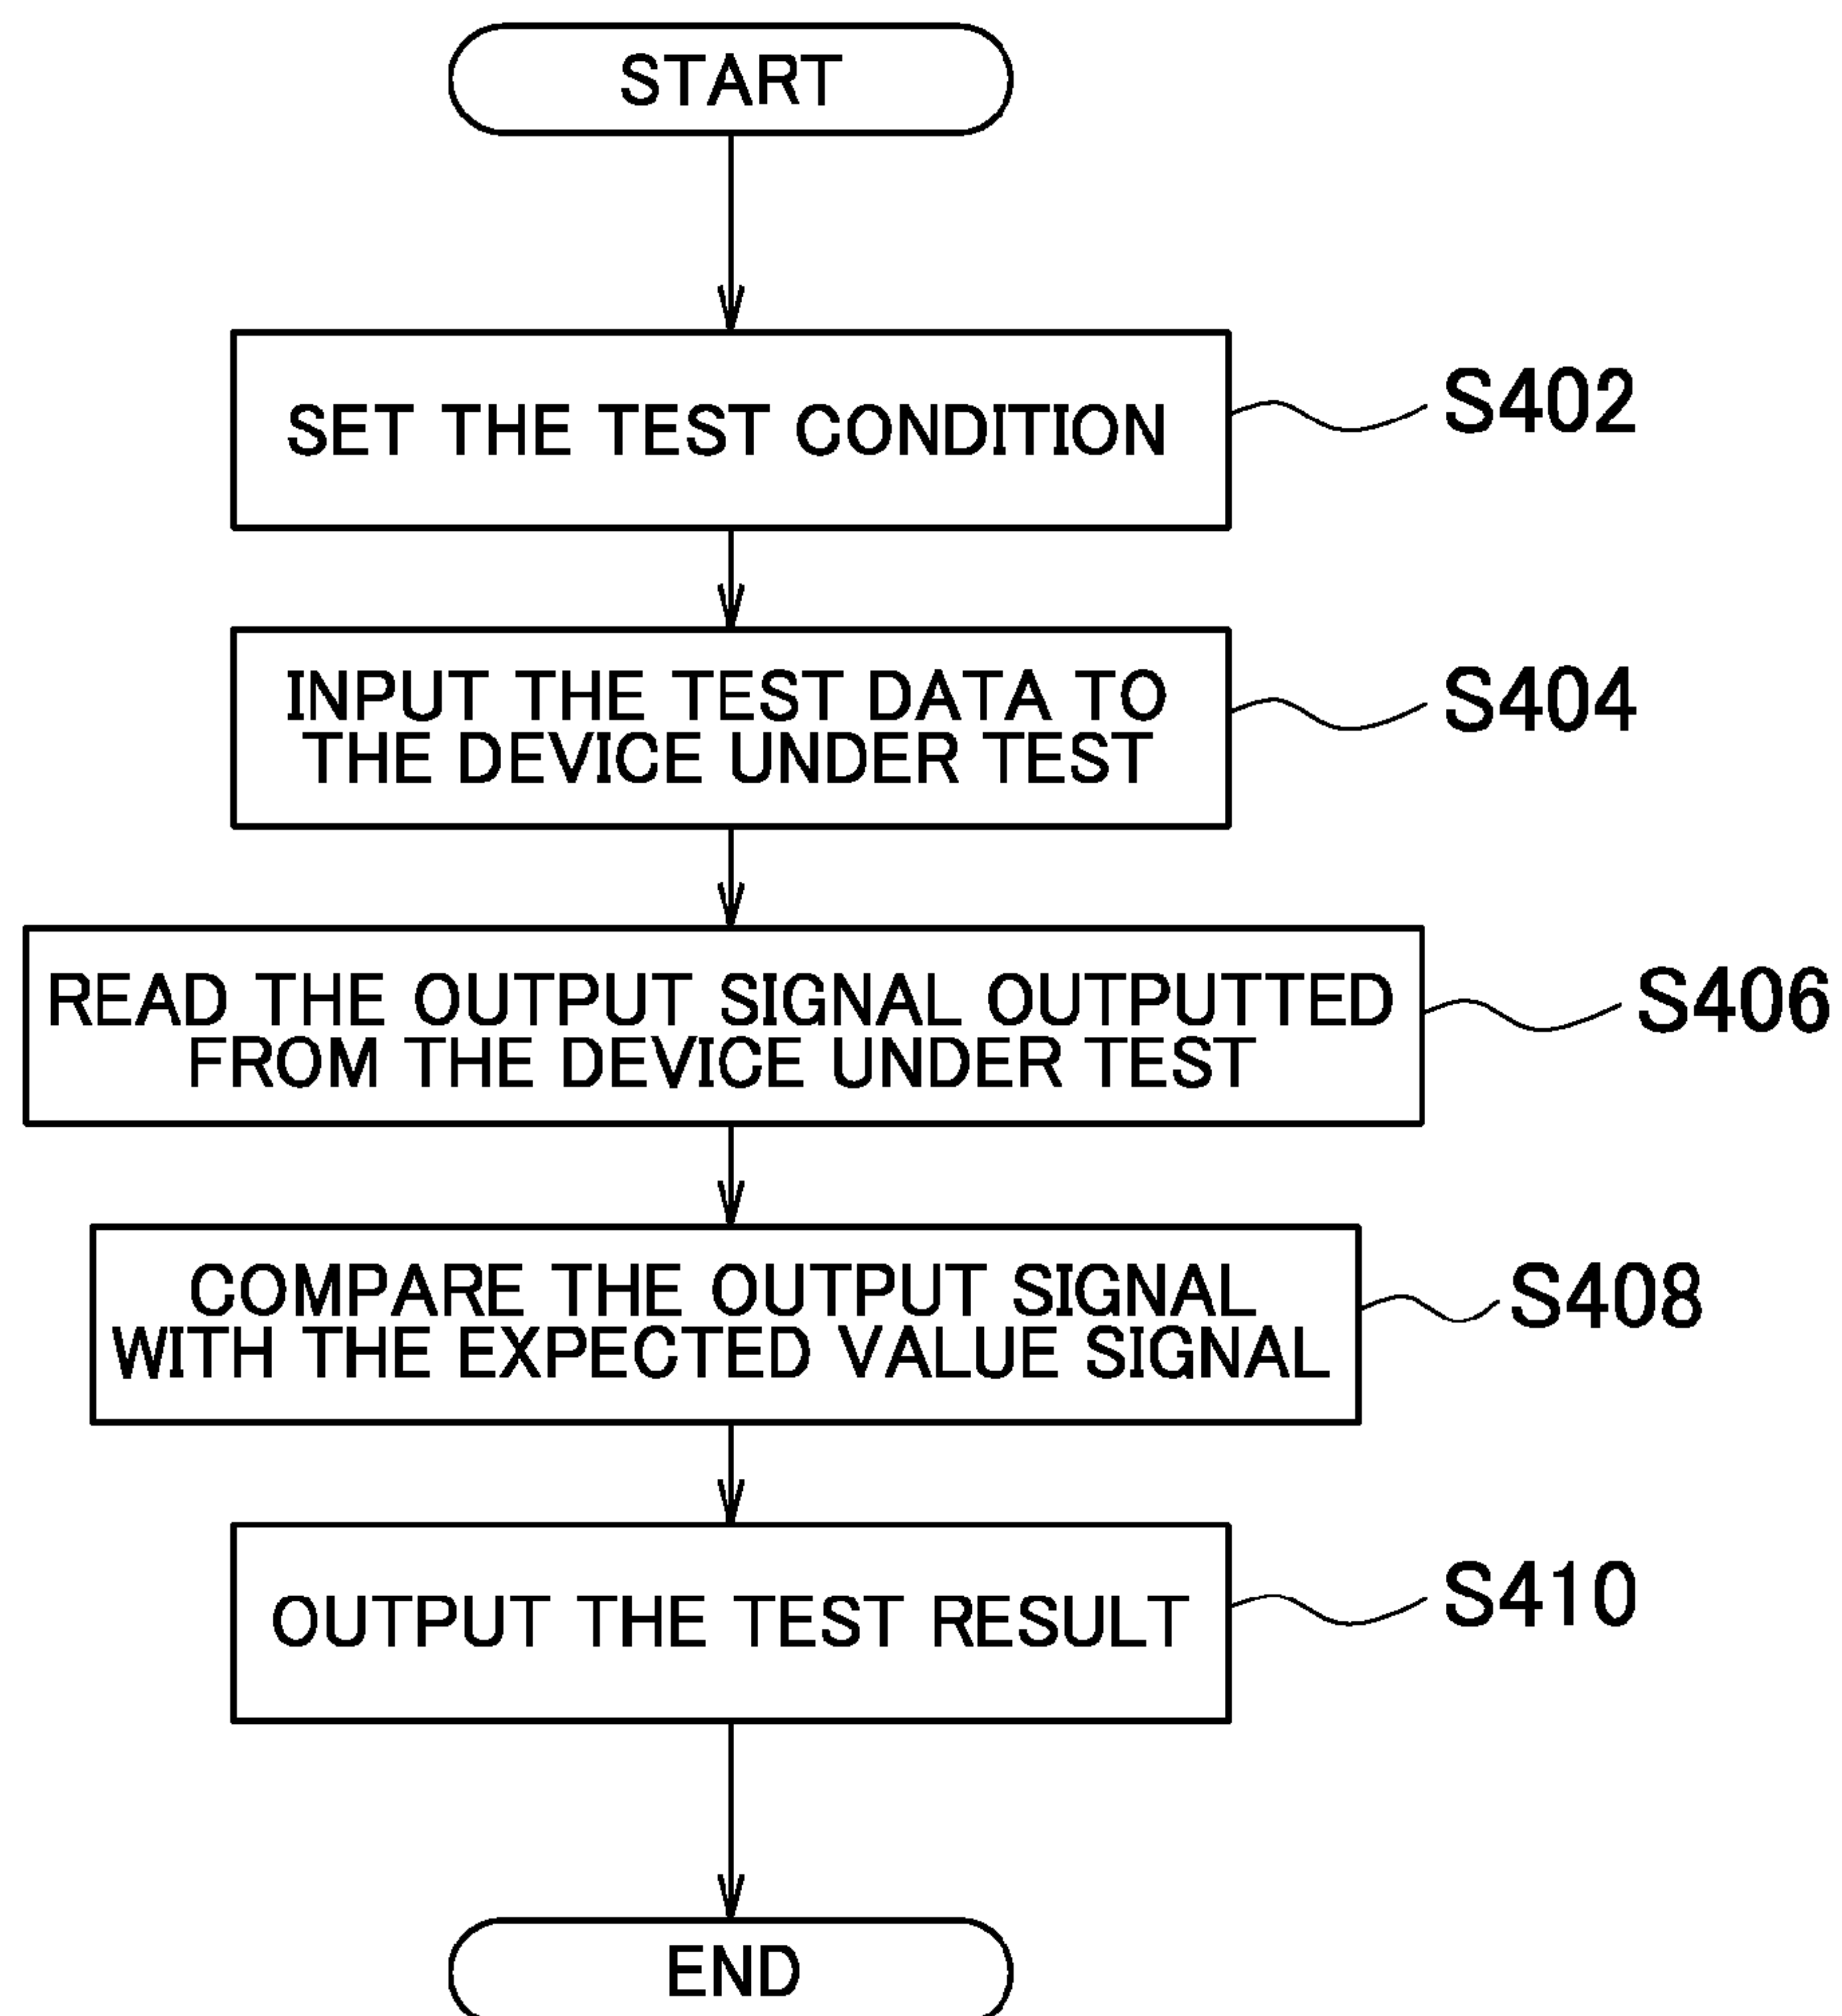 START
SET THE TEST CONDITION
S402
INPUT THE TEST DATA TO
THE DEVICE UNDER TEST
S404
READ THE OUTPUT SIGNAL OUTPUTTED
FROM THE DEVICE UNDER TEST
S406
COMPARE THE OUTPUT SIGNAL
WITH THE EXPECTED VALUE SIGNAL
S408
OUTPUT THE TEST RESULT
S410
END